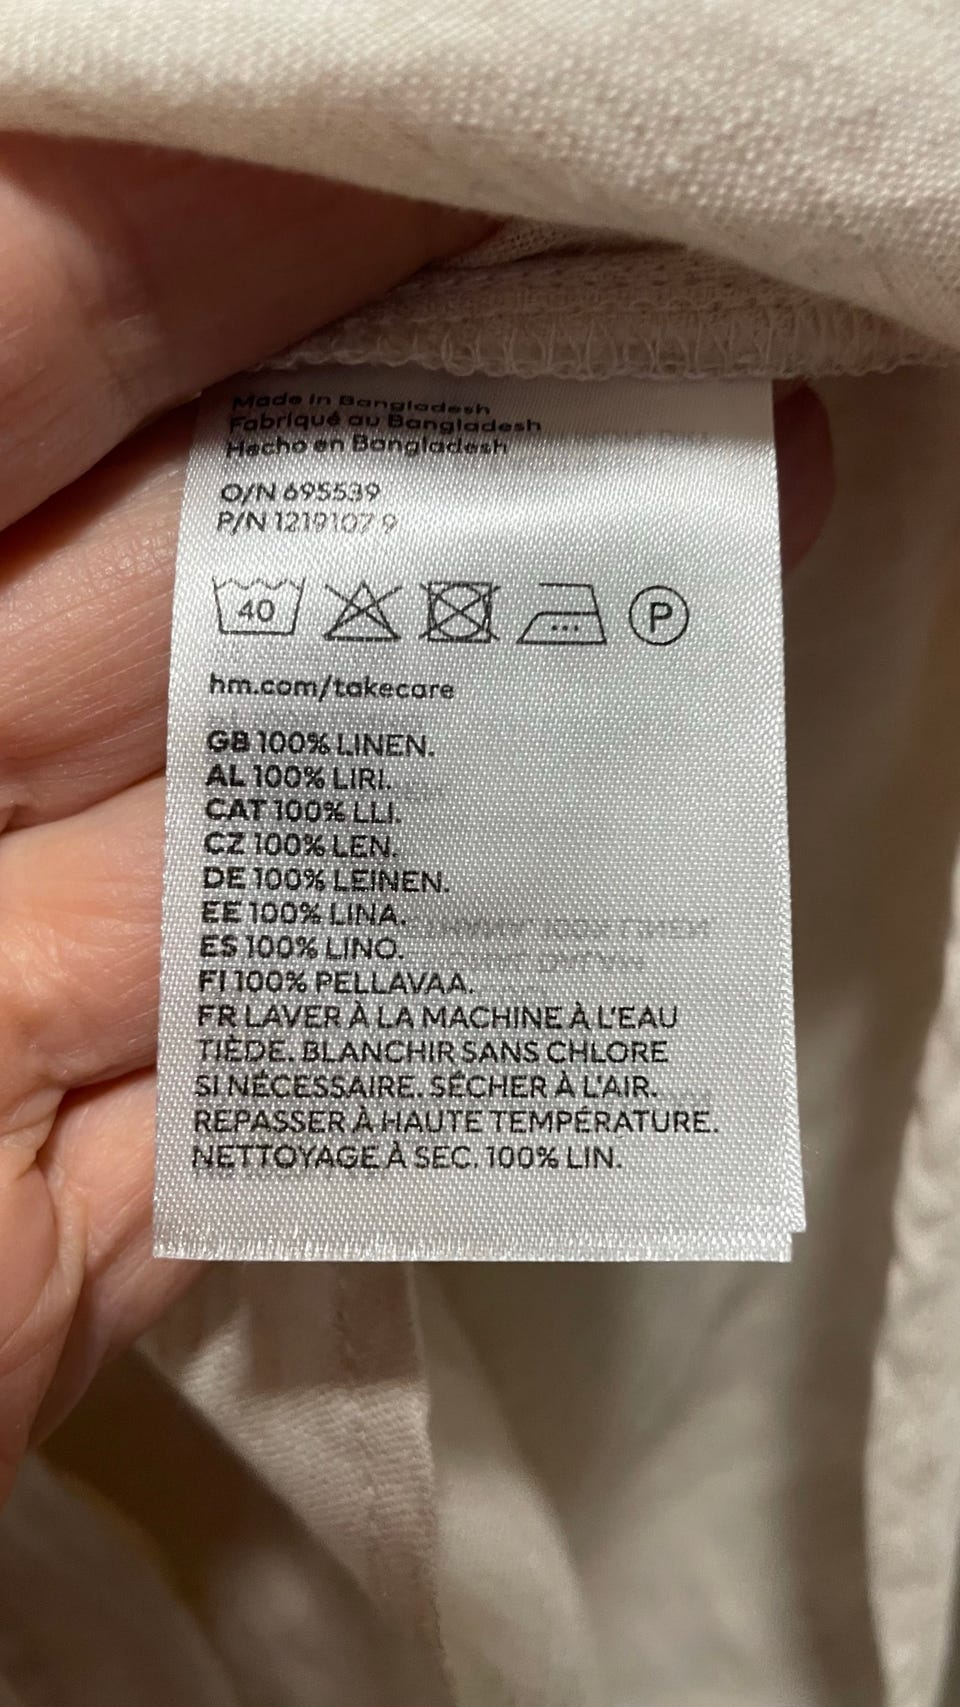 Made in Bangladesh
Fabriqué au Bangladesh
Hecho en Bangladesh
O/N 695539
P/N 1219107 9
40
P
hm.com/takecare
GB 100% LINEN.
AL 100% LIRI.
CAT 100% LLI.
CZ 100% LEN.
DE 100% LEINEN.
EE 100% LINA.
ES 100% LINO.
FI 100% PELLAVAA.
FR LAVER À LA MACHINE À L'EAU
TIÈDE. BLANCHIR SANS CHLORE
SI NÉCESSAIRE. SÉCHER À L'AIR.
REPASSER À HAUTE TEMPÉRATURE.
NETTOYAGE À SEC. 100% LIN.